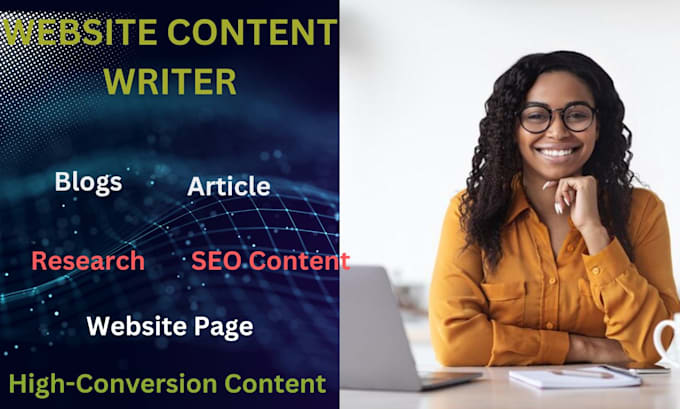 WEBSITE CONTENT
WRITER
Blogs
Article
Research
SEO Content
Website Page
High-Conversion Content